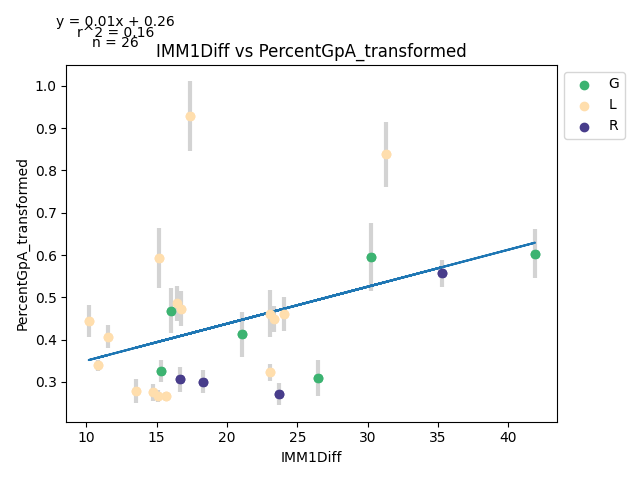 y = 0.01x + 0.26
r^2 = 0.16
n = 26
IMM1Diff vs PercentGpA_transformed
G
L
R
PercentGpA_transformed
1.0
0.9
0.8
0.7
0.6
0.5
0.4
0.3
10 15 20 25 30 35 40
IMM1Diff